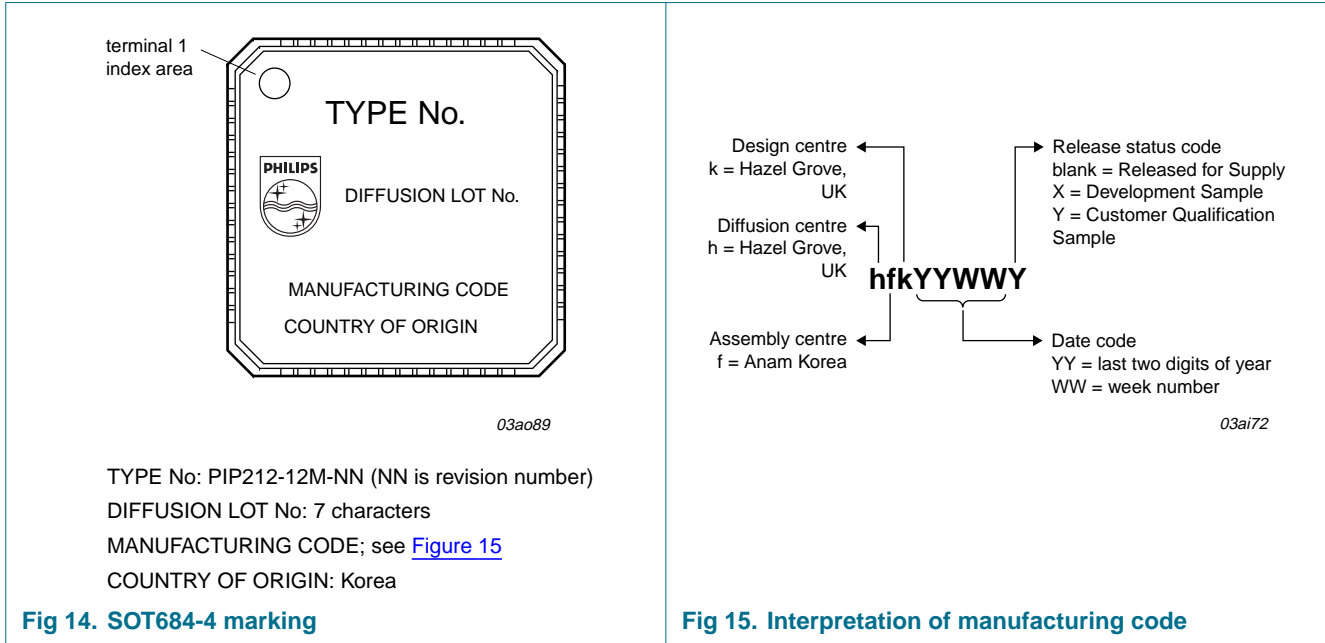 terminal 1
index area
TYPE No.
PHILIPS
DIFFUSION LOT No.
MANUFACTURING CODE
COUNTRY OF ORIGIN
03ao89
TYPE No: PIP212-12M-NN (NN is revision number)
DIFFUSION LOT No: 7 characters
MANUFACTURING CODE; see Figure 15
COUNTRY OF ORIGIN: Korea
Fig 14. SOT684-4 marking
Design centre
k = Hazel Grove,
UK
Diffusion centre
h = Hazel Grove,
UK
hfkYYWWY
Assembly centre
f = Anam Korea
Release status code
blank = Released for Supply
X = Development Sample
Y = Customer Qualification
Sample
Date code
YY = last two digits of year
WW = week number
03ai72
Fig 15. Interpretation of manufacturing code